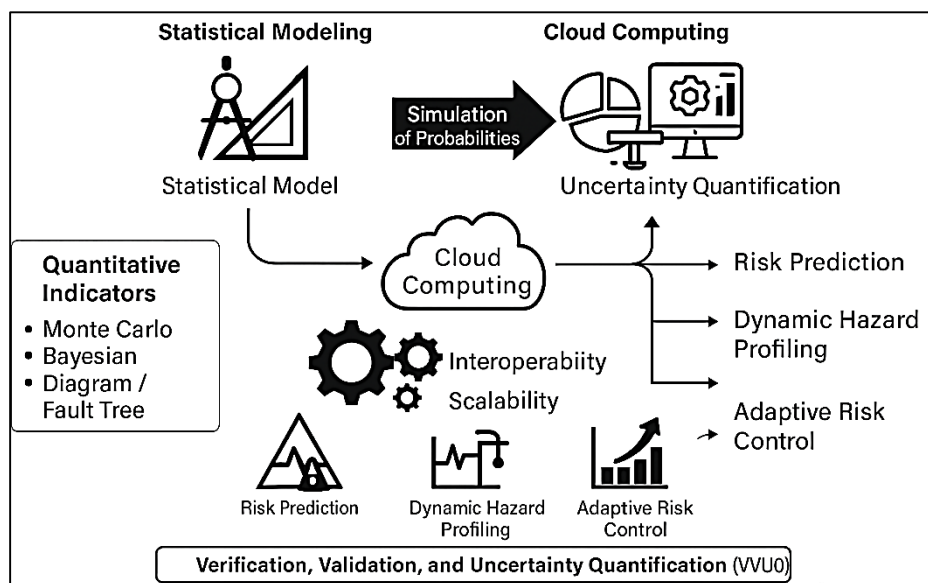 Statistical Modeling
Cloud Computing
Simulation
of Probabilities
Statistical Model
Uncertainty Quantification
Quantitative
Indicators
• Monte Carlo
• Bayesian
• Diagram /
Fault Tree
Cloud
Computing
Risk Prediction
Dynamic Hazard
Profiling
Adaptive Risk
Control
Interoperabiity
Scalability
Risk Prediction
Dynamic Hazard
Profiling
Adaptive Risk
Control
Verification, Validation, and Uncertainty Quantification (VVU0)